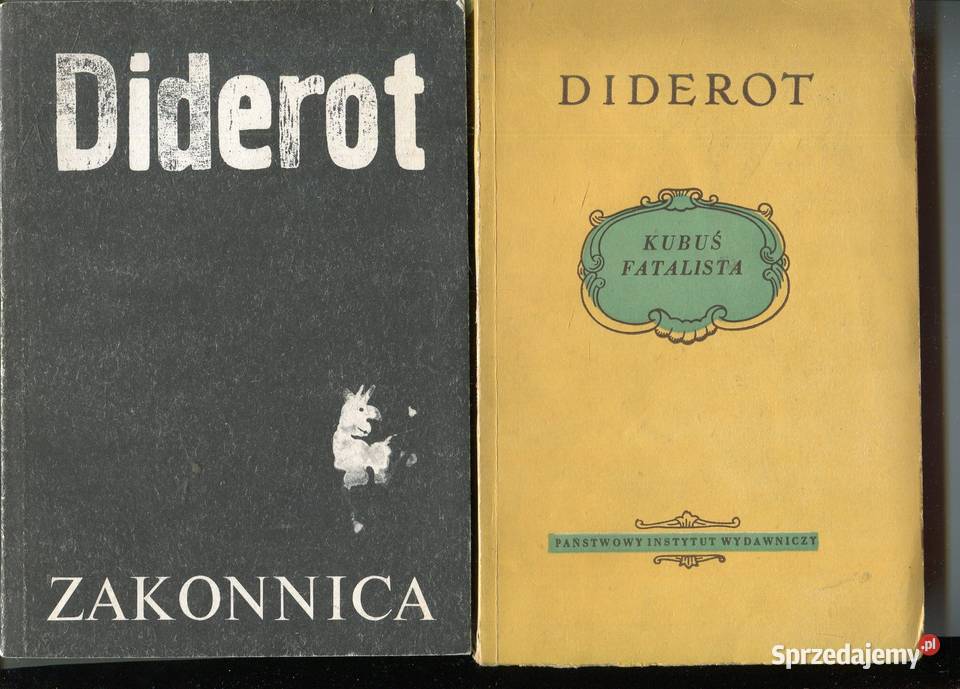 Diderot
ZAKONNICA
DIDEROT
KUBUŚ
FATALISTA
PAŃSTWOWY INSTYTUT WYDAWNICZY
Sprzedajemy.pl